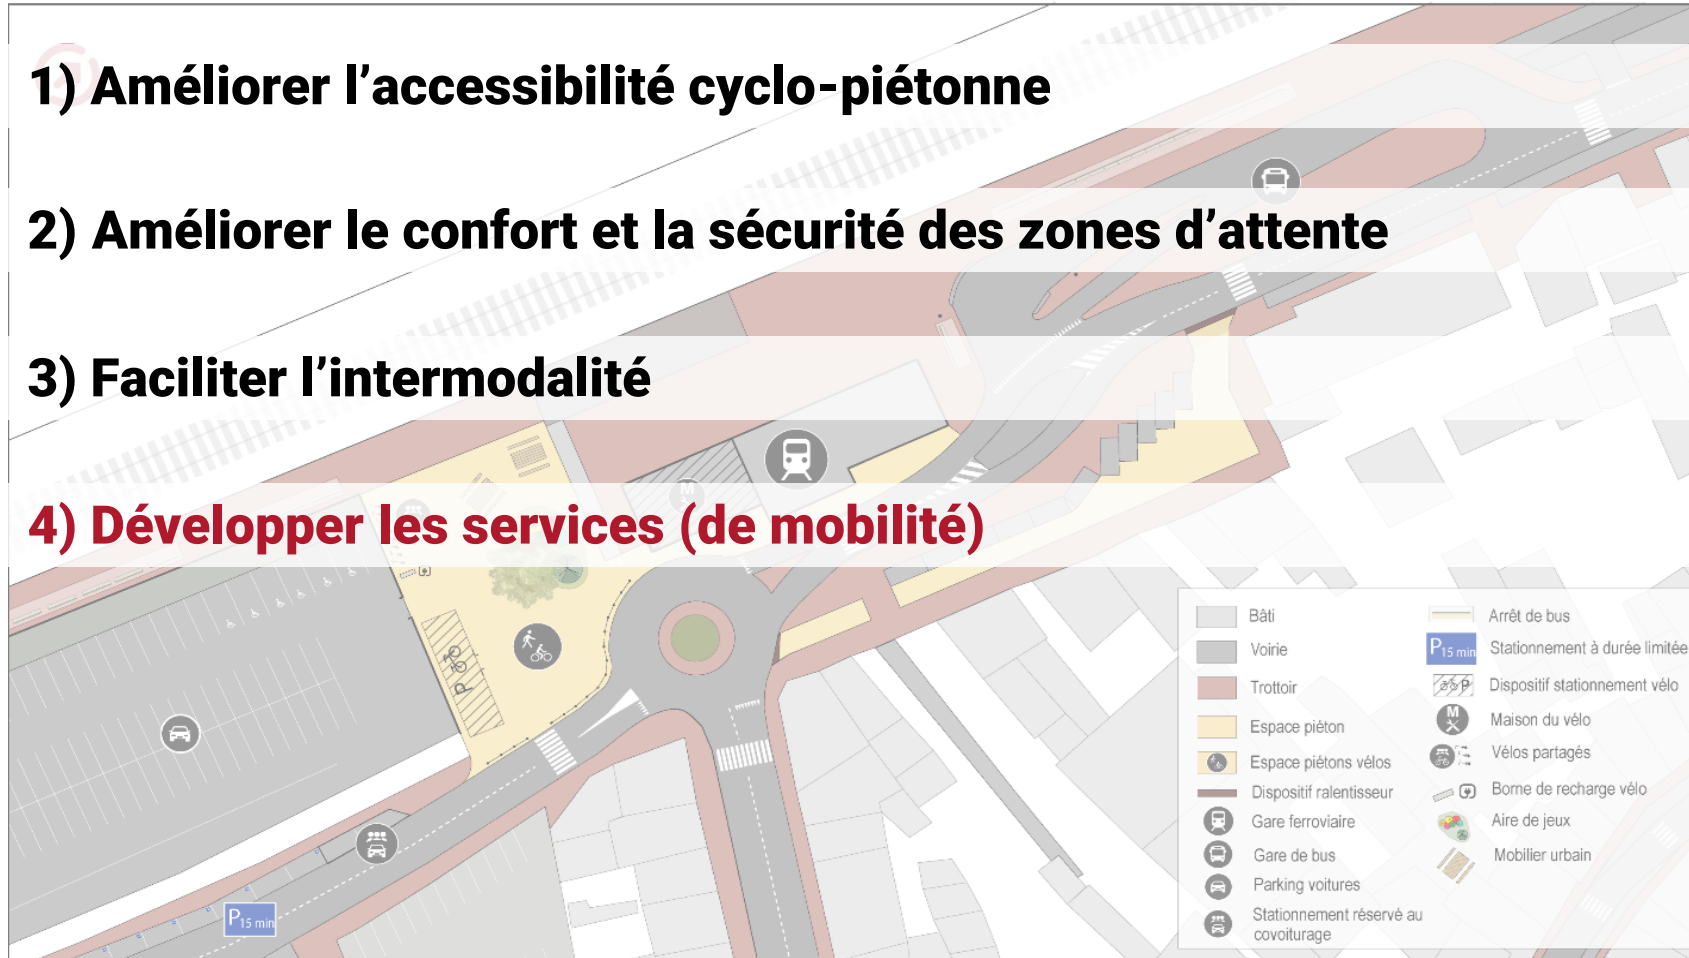 1) Améliorer l’accessibilité cyclo-piétonne
2) Améliorer le confort et la sécurité des zones d’attente
3) Faciliter l’intermodalité
M
4) Développer les services (de mobilité)
P
P15 min
Bâti
Voirie
Trottoir
Espace piéton
Espace piétons vélos
Dispositif ralentisseur
Gare ferroviaire
Gare de bus
Parking voitures
Stationnement réservé au
covoiturage
Arrêt de bus
P15 min Stationnement à durée limitée
P Dispositif stationnement vélo
M Maison du vélo
Vélos partagés
Borne de recharge vélo
Aire de jeux
Mobilier urbain